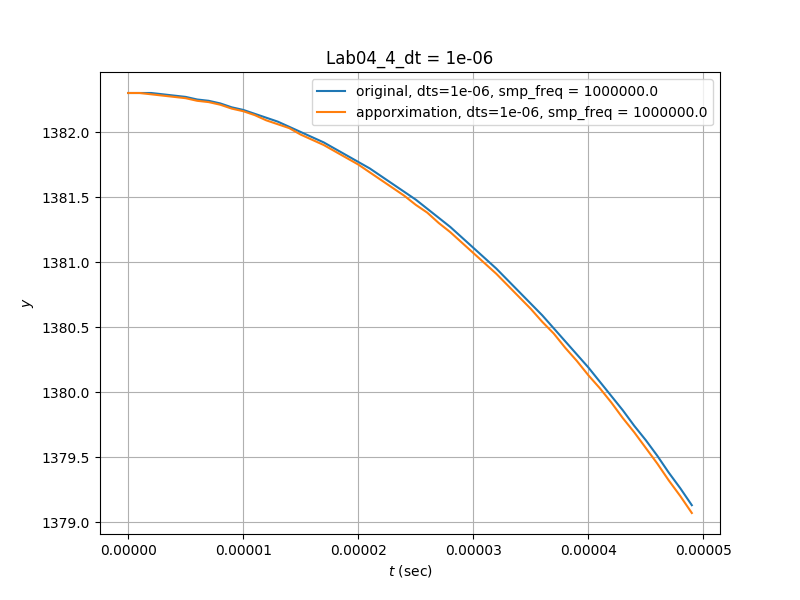 Lab04_4_dt = 1e-06
original, dts=1e-06, smp_freq = 1000000.0
apporximation, dts=1e-06, smp_freq = 1000000.0
1382.0
1381.5
1381.0
1380.5
1380.0
1379.5
1379.0
y
0.00000 0.00001 0.00002 0.00003 0.00004 0.00005
t (sec)